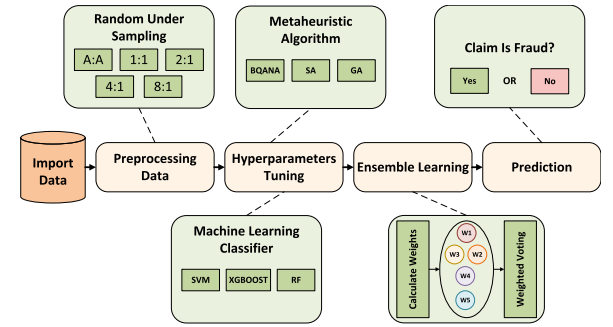 Random Under
Sampling
A:A 1:1 2:1
4:1 8:1
Metaheuristic
Algorithm
BQANA SA GA
Claim Is Fraud?
Yes OR No
Import
Data
Preprocessing
Data
Hyperparameters
Tuning
Ensemble Learning
Prediction
Machine Learning
Classifier
SVM XGBOOST RF
Calculate Weights
W1
W3 W2
W4
W5
Weighted Voting